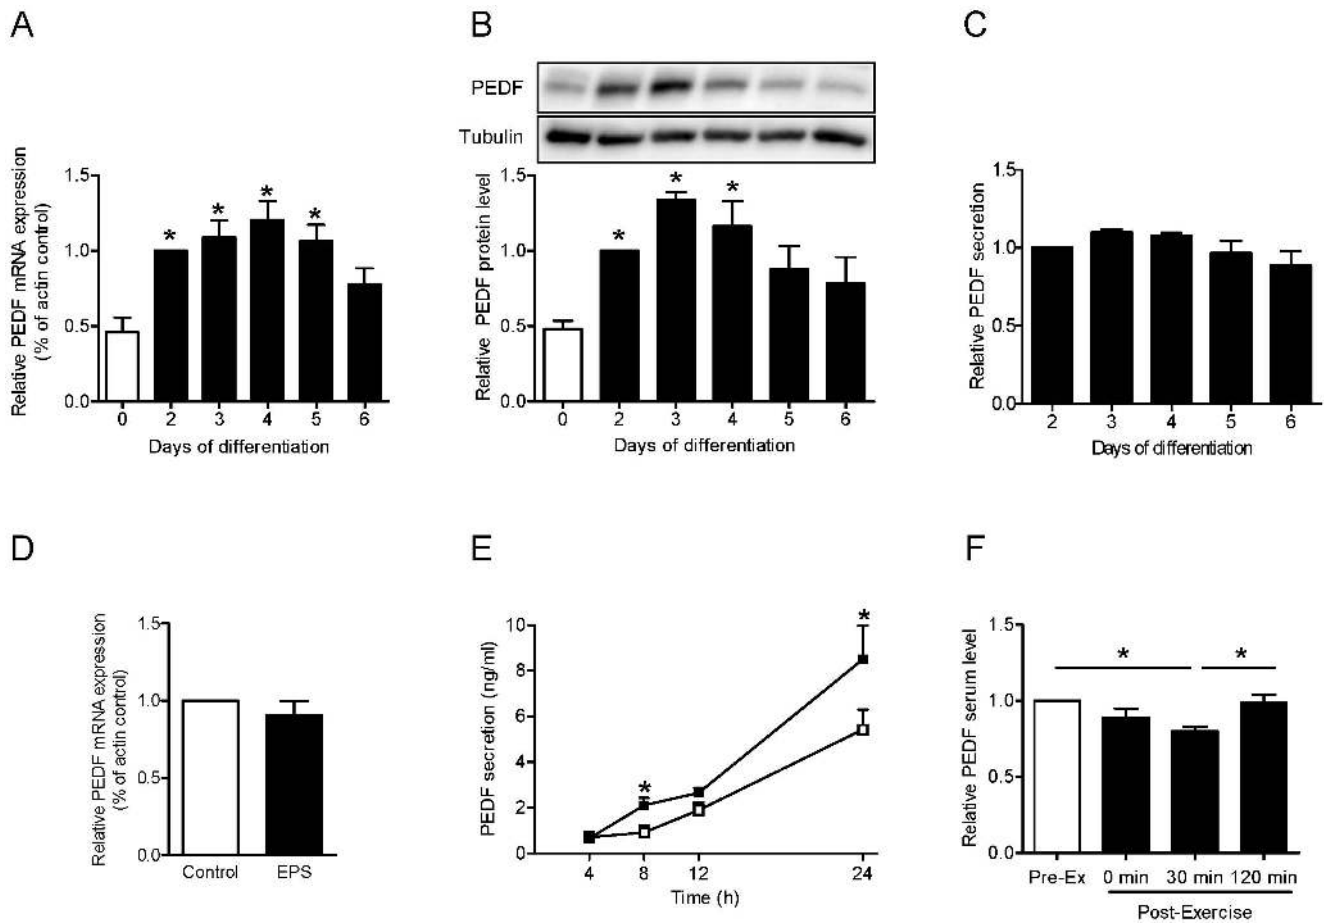 A
Relative PEDF mRNA expression
(% of actin control)
1.5
1.0
0.5
0.0
* * * *
0 2 3 4 5 6
Days of differentiation
B
PEDF
Tubulin
Relative PEDF protein level
1.5
1.0
0.5
0.0
* * *
0 2 3 4 5 6
Days of differentiation
C
Relative PEDF secretion
1.5
1.0
0.5
0.0
2 3 4 5 6
Days of differentiation
D
Relative PEDF mRNA expression
(% of actin control)
1.5
1.0
0.5
0.0
Control EPS
E
PEDF secretion (ng/ml)
10
8
6
4
2
0
* *
4 8 12 24
Time (h)
F
Relative PEDF serum level
1.5
1.0
0.5
0.0
* *
Pre-Ex 0 min 30 min 120 min
Post-Exercise